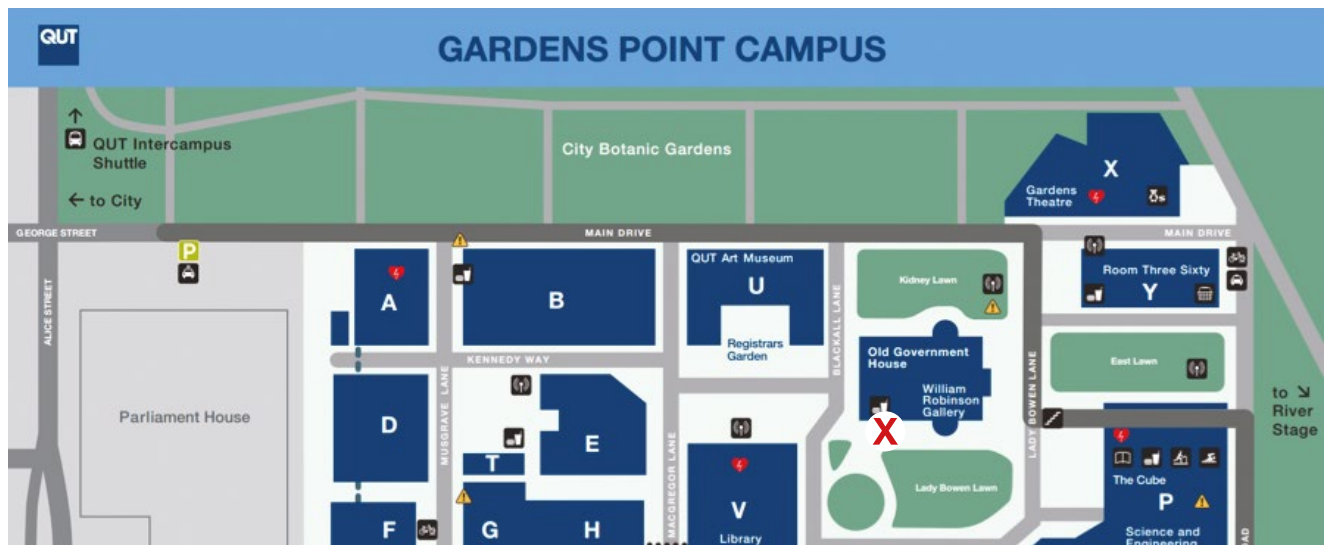 QUT
GARDENS POINT CAMPUS
QUT Intercampus
Shuttle
to City
City Botanic Gardens
X
Gardens
Theatre
GEORGE STREET
MAIN DRIVE
MAIN DRIVE
P
ALICE STREET
A
B
QUT Art Museum
U
Registrars
Garden
BLACKALL LANE
Kidney Lawn
Room Three Sixty
Y
KENNEDY WAY
Old Government
House
William
Robinson
Gallery
East Lawn
LADY BOWEN LANE
to
River
Stage
Parliament House
D
MUSGRAVE LANE
E
T
MACGREGOR LANE
X
Lady Bowen Lawn
The Cube
P
Science and
Engineering
F
G
H
V
Library
OAD